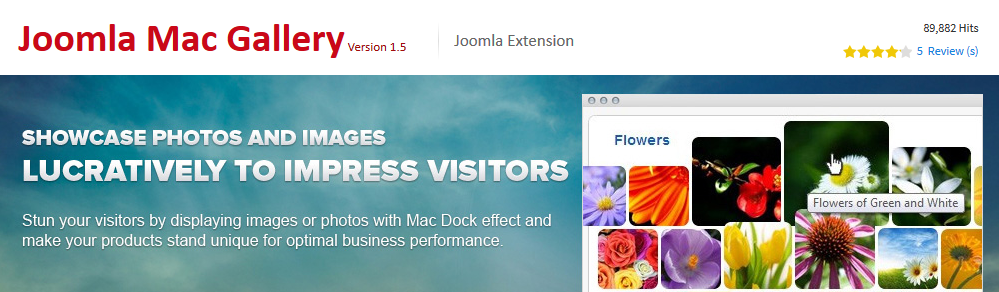 Joomla Mac Gallery Version 1.5
Joomla Extension
89,882 Hits
5 Review (s)
SHOWCASE PHOTOS AND IMAGES
LUCRATIVELY TO IMPRESS VISITORS
Stun your visitors by displaying images or photos with Mac Dock effect and
make your products stand unique for optimal business performance.
Flowers
Flowers of Green and White